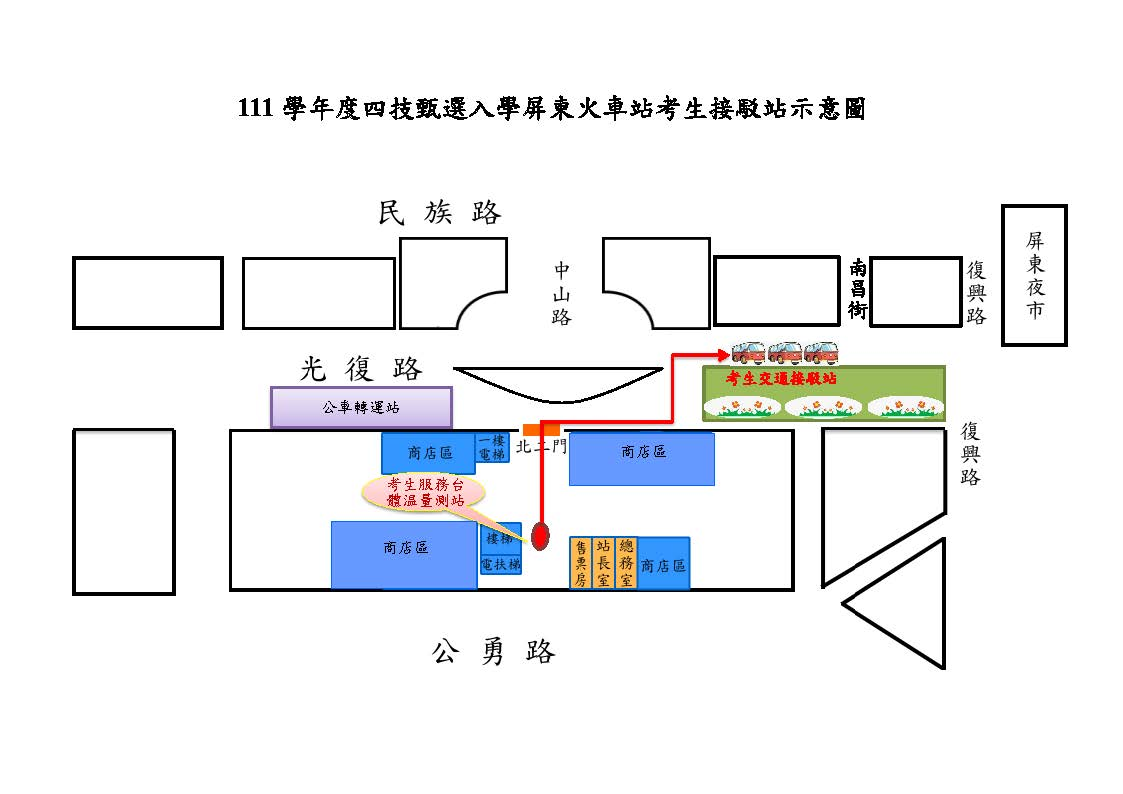 111 學年度四技甄選入學屏東火車站考生接駁站示意圖
民 族 路
中山路
南昌街
復興路
屏東夜市
光 復 路
考生交通接駁站
公車轉運站
北二門
商店區
一樓
電梯
商店區
復興路
考生服務台
體溫量測站
商店區
樓梯
電扶梯
售票房
站長室
總務室
商店區
公 勇 路